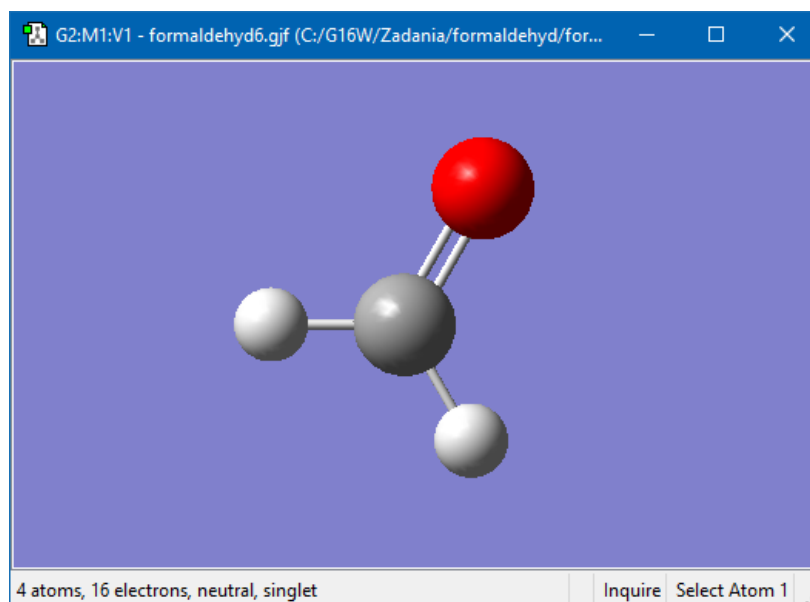 G2:M1:V1 - formaldehyd6.gjf (C:/G16W/Zadania/formaldehyd/for...
4 atoms, 16 electrons, neutral, singlet Inquire Select Atom 1